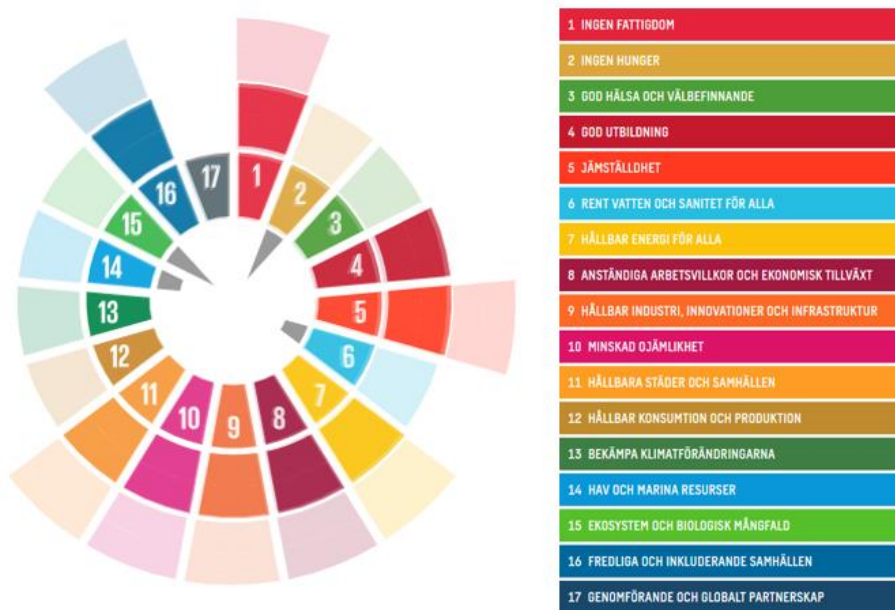 1
2
3
4
5
6
7
8
9
10
11
12
13
14
15
16
17
1 INGEN FATTIGDOM
2 INGEN HUNGER
3 GOD HÄLSA OCH VÄLBEFINNANDE
4 GOD UTBILDNING
5 JÄMSTÄLLDHET
6 RENT VATTEN OCH SANITET FÖR ALLA
7 HÅLLBAR ENERGI FÖR ALLA
8 ANSTÄNDIGA ARBETSVILLKOR OCH EKONOMISK TILLVÄXT
9 HÅLLBAR INDUSTRI, INNOVATIONER OCH INFRASTRUKTUR
10 MINSKAD OJÄMLIKHET
11 HÅLLBARA STÄDER OCH SAMHÄLLEN
12 HÅLLBAR KONSUMTION OCH PRODUKTION
13 BEKÄMPA KLIMATFÖRÄNDRINGARNA
14 HAV OCH MARINA RESURSER
15 EKOSYSTEM OCH BIOLOGISK MÅNGFALD
16 FREDLIGA OCH INKLUDERANDE SAMHÄLLEN
17 GENOMFÖRANDE OCH GLOBALT PARTNERSKAP